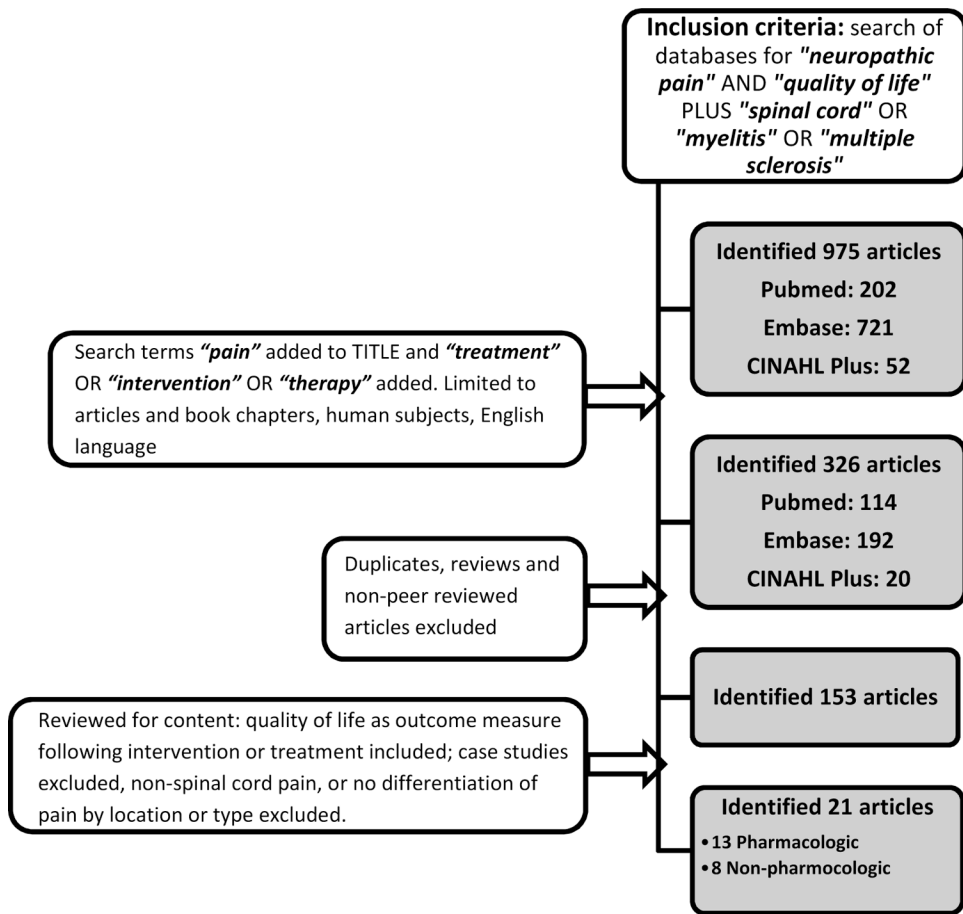 Inclusion criteria: search of
databases for "neuropathic
pain" AND "quality of life"
PLUS "spinal cord" OR
"myelitis" OR "multiple
sclerosis"
Identified 975 articles
Pubmed: 202
Embase: 721
CINAHL Plus: 52
Search terms “pain” added to TITLE and “treatment”
OR “intervention” OR “therapy” added. Limited to
articles and book chapters, human subjects, English
language
Identified 326 articles
Pubmed: 114
Embase: 192
CINAHL Plus: 20
Duplicates, reviews and
non-peer reviewed
articles excluded
Identified 153 articles
Reviewed for content: quality of life as outcome measure
following intervention or treatment included; case studies
excluded, non-spinal cord pain, or no differentiation of
pain by location or type excluded.
Identified 21 articles
• 13 Pharmacologic
• 8 Non-pharmocologic